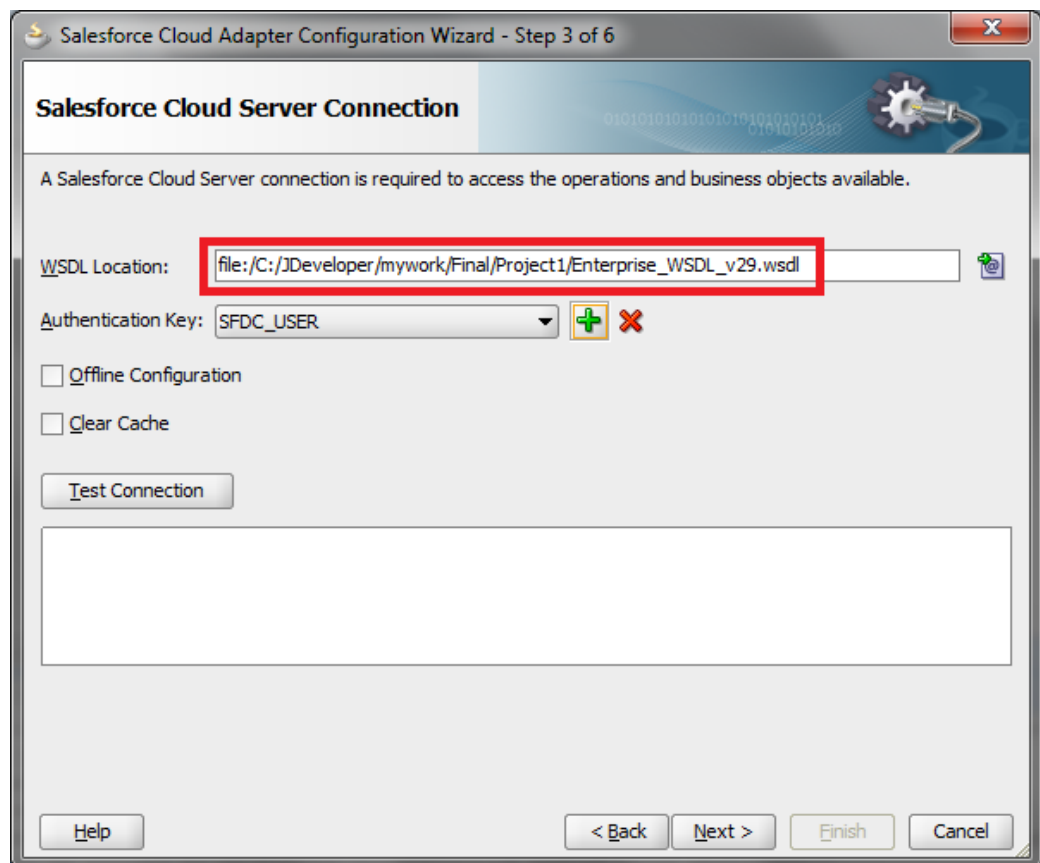 Salesforce Cloud Adapter Configuration Wizard - Step 3 of 6
Salesforce Cloud Server Connection
010101010101010101010101
01010101010
A Salesforce Cloud Server connection is required to access the operations and business objects available.
WSDL Location: file:/C:/JDeveloper/mywork/Final/Project1/Enterprise_WSDL_v29.wsdl
Authentication Key: SFDC_USER
Offline Configuration
Clear Cache
Test Connection
Help < Back Next > Finish Cancel